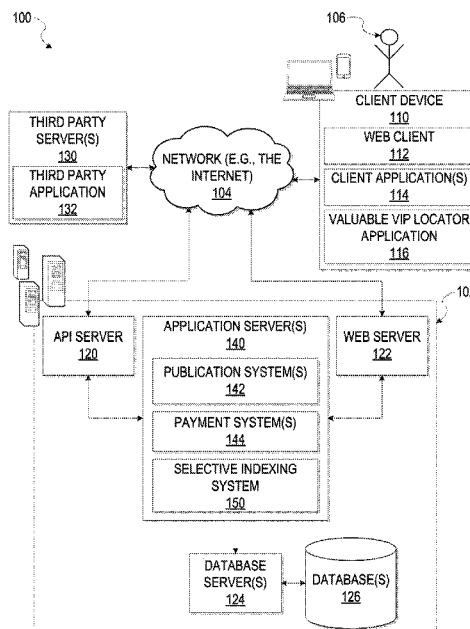 100
106
THIRD PARTY
SERVER(S)
130
THIRD PARTY
APPLICATION
132
NETWORK (E.G., THE
INTERNET)
104
CLIENT DEVICE
110
WEB CLIENT
112
CLIENT APPLICATION(S)
114
VALUABLE VIP LOCATOR
APPLICATION
116
10
API SERVER
120
APPLICATION SERVER(S)
140
PUBLICATION SYSTEM(S)
142
PAYMENT SYSTEM(S)
144
SELECTIVE INDEXING
SYSTEM
150
WEB SERVER
122
DATABASE
SERVER(S)
124
DATABASE(S)
126